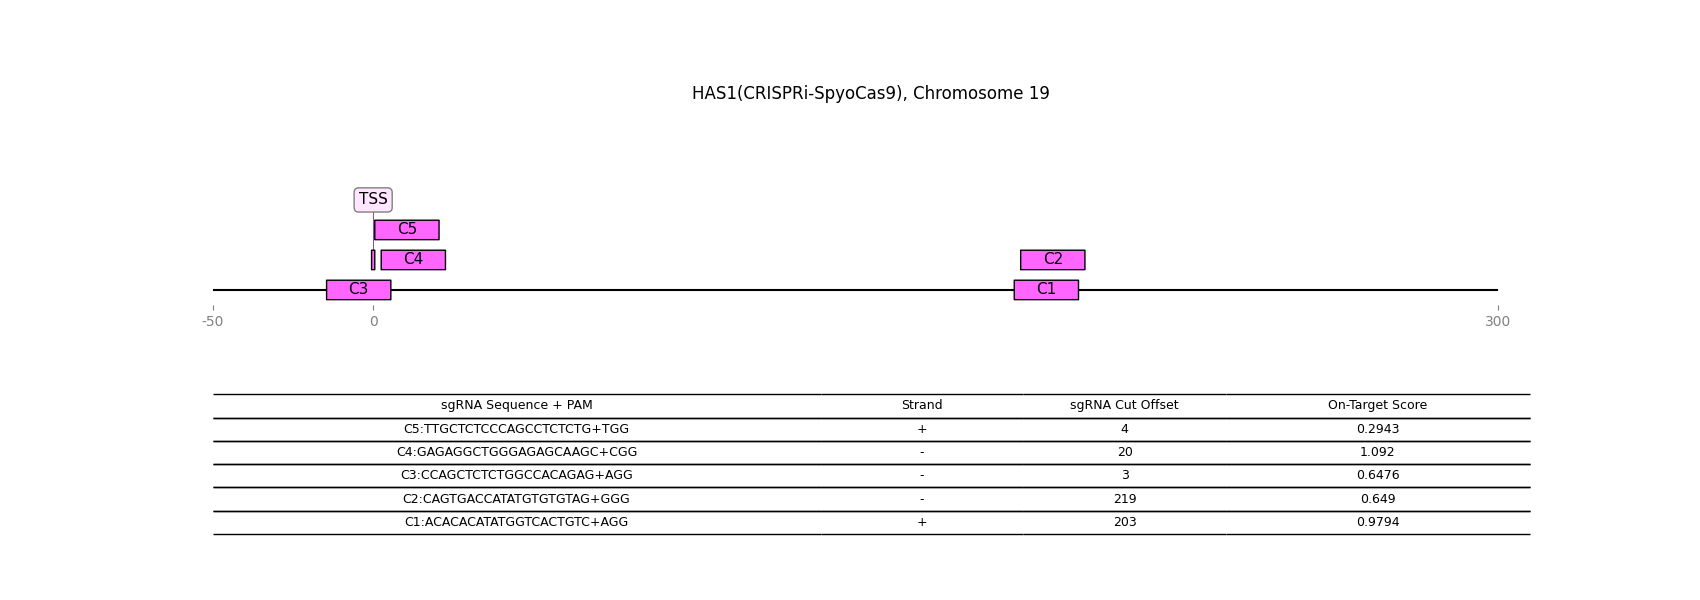 HAS1(CRISPRi-SpyoCas9), Chromosome 19
TSS
C5
C4 C2
C3 C1
-50 0 300
sgRNA Sequence + PAM Strand sgRNA Cut Offset On-Target Score
C5:TTGCTCTCCCAGCCTCTCTG+TGG + 4 0.2943
C4:GAGAGGCTGGGAGAGCAAGC+CGG - 20 1.092
C3:CCAGCTCTCTGGCCACAGAG+AGG - 3 0.6476
C2:CAGTGACCATATGTGTGTAG+GGG - 219 0.649
C1:ACACACATATGGTCACTGTC+AGG + 203 0.9794